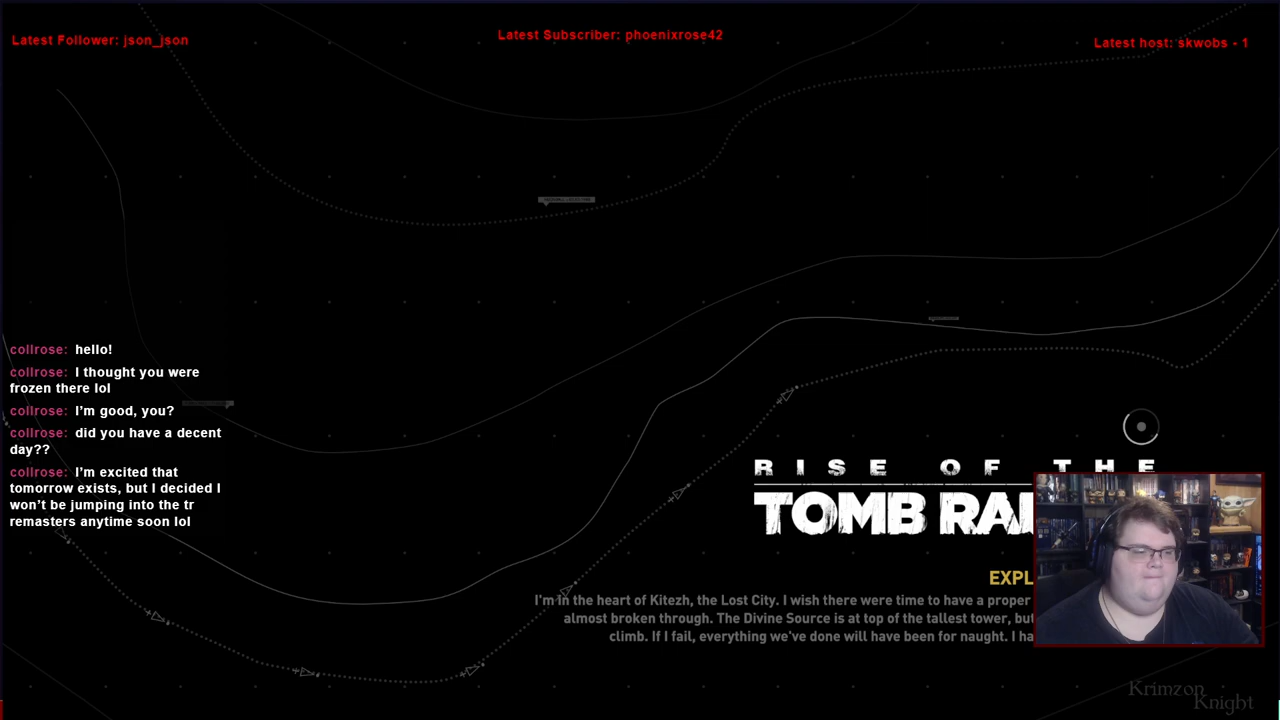 Latest Follower: json_json
Latest Subscriber: phoenixrose42
Latest host: skwobs - 1
collrose: hello!
collrose: I thought you were
frozen there lol
collrose: I'm good, you?
collrose: did you have a decent
day??
collrose: I'm excited that
tomorrow exists, but I decided I
won't be jumping into the tr
remasters anytime soon lol
RISE OF THE
TOMB RAI
EXPL
I'm in the heart of Kitezh, the Lost City. I wish there were time to have a proper
almost broken through. The Divine Source is at top of the tallest tower, but
climb. If I fail, everything we've done will have been for naught. I ha
Krimzon
Knight